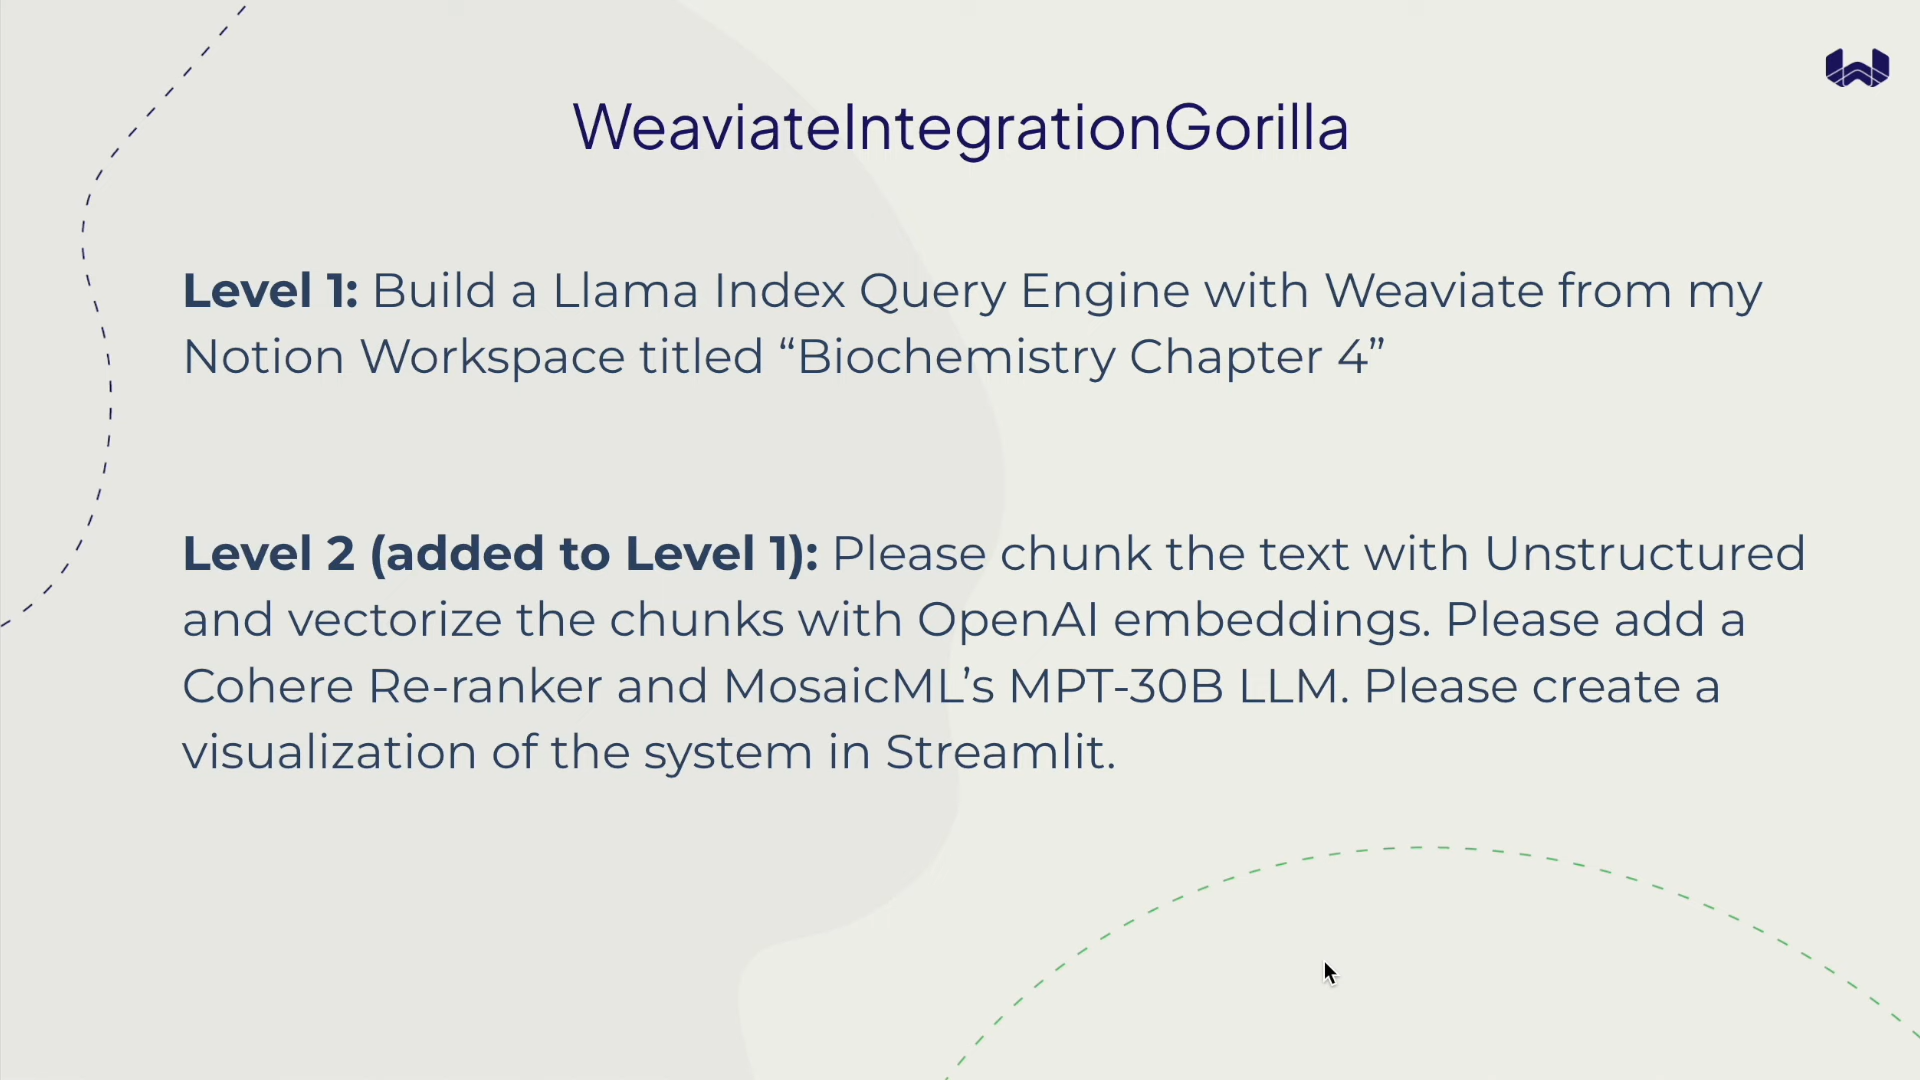 WeaviateIntegrationGorilla
Level 1: Build a Llama Index Query Engine with Weaviate from my
Notion Workspace titled “Biochemistry Chapter 4”
Level 2 (added to Level 1): Please chunk the text with Unstructured
and vectorize the chunks with OpenAI embeddings. Please add a
Cohere Re-ranker and MosaicML’s MPT-30B LLM. Please create a
visualization of the system in Streamlit.